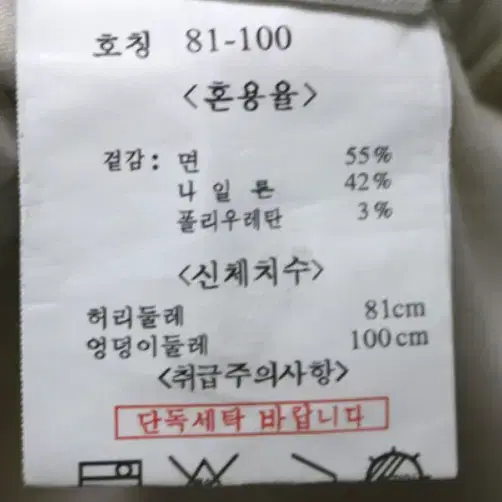 호칭 81-100
<혼용율>
겉감: 면 55%
나 일 론 42%
폴리우레탄 3%
<신체치수>
허리둘레 81cm
엉덩이둘레 100cm
<취급주의사항>
단독세탁 바랍니다